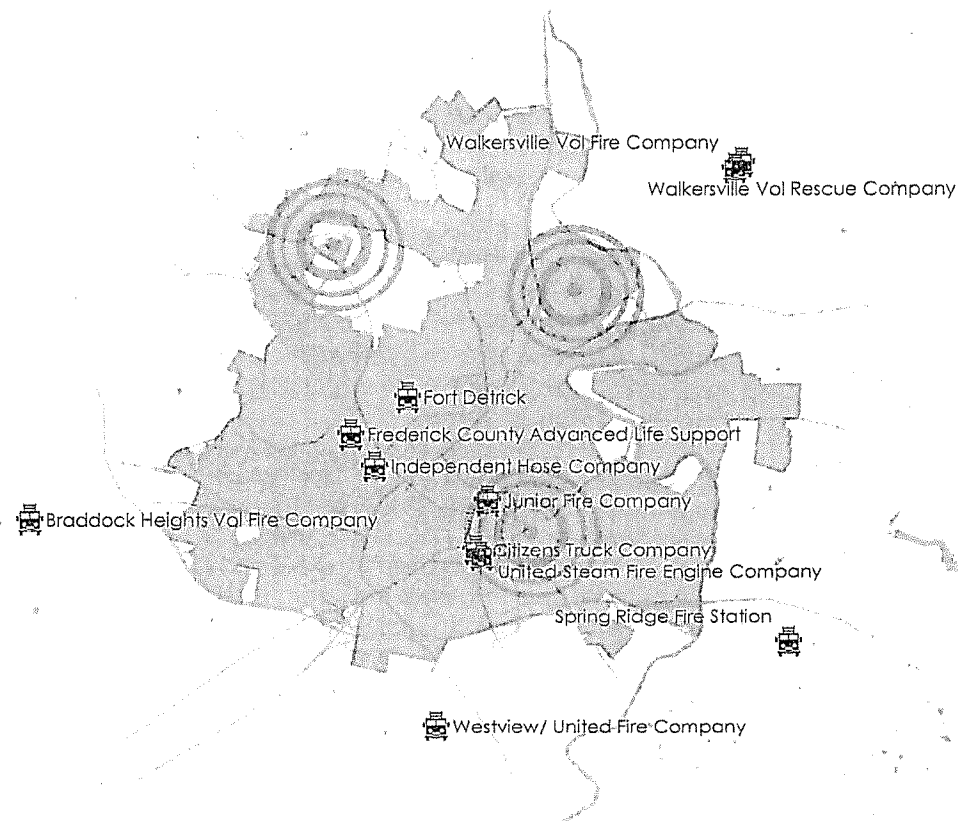 Walkersville Vol Fire Company
Walkersville Vol Rescue Company
Fort Detrick
Frederick County Advanced Life Support
Independent Hose Company
Junior Fire Company
Braddock Heights Vol Fire Company
Citizens Truck Company
United Steam Fire Engine Company
Spring Ridge Fire Station
Westview/ United Fire Company